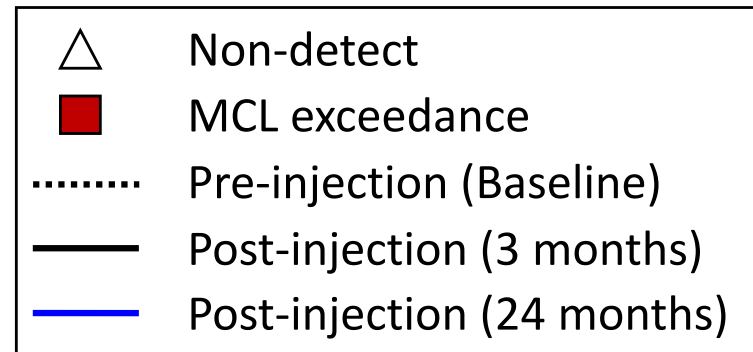 Non-detect
MCL exceedance
Pre-injection (Baseline)
Post-injection (3 months)
Post-injection (24 months)